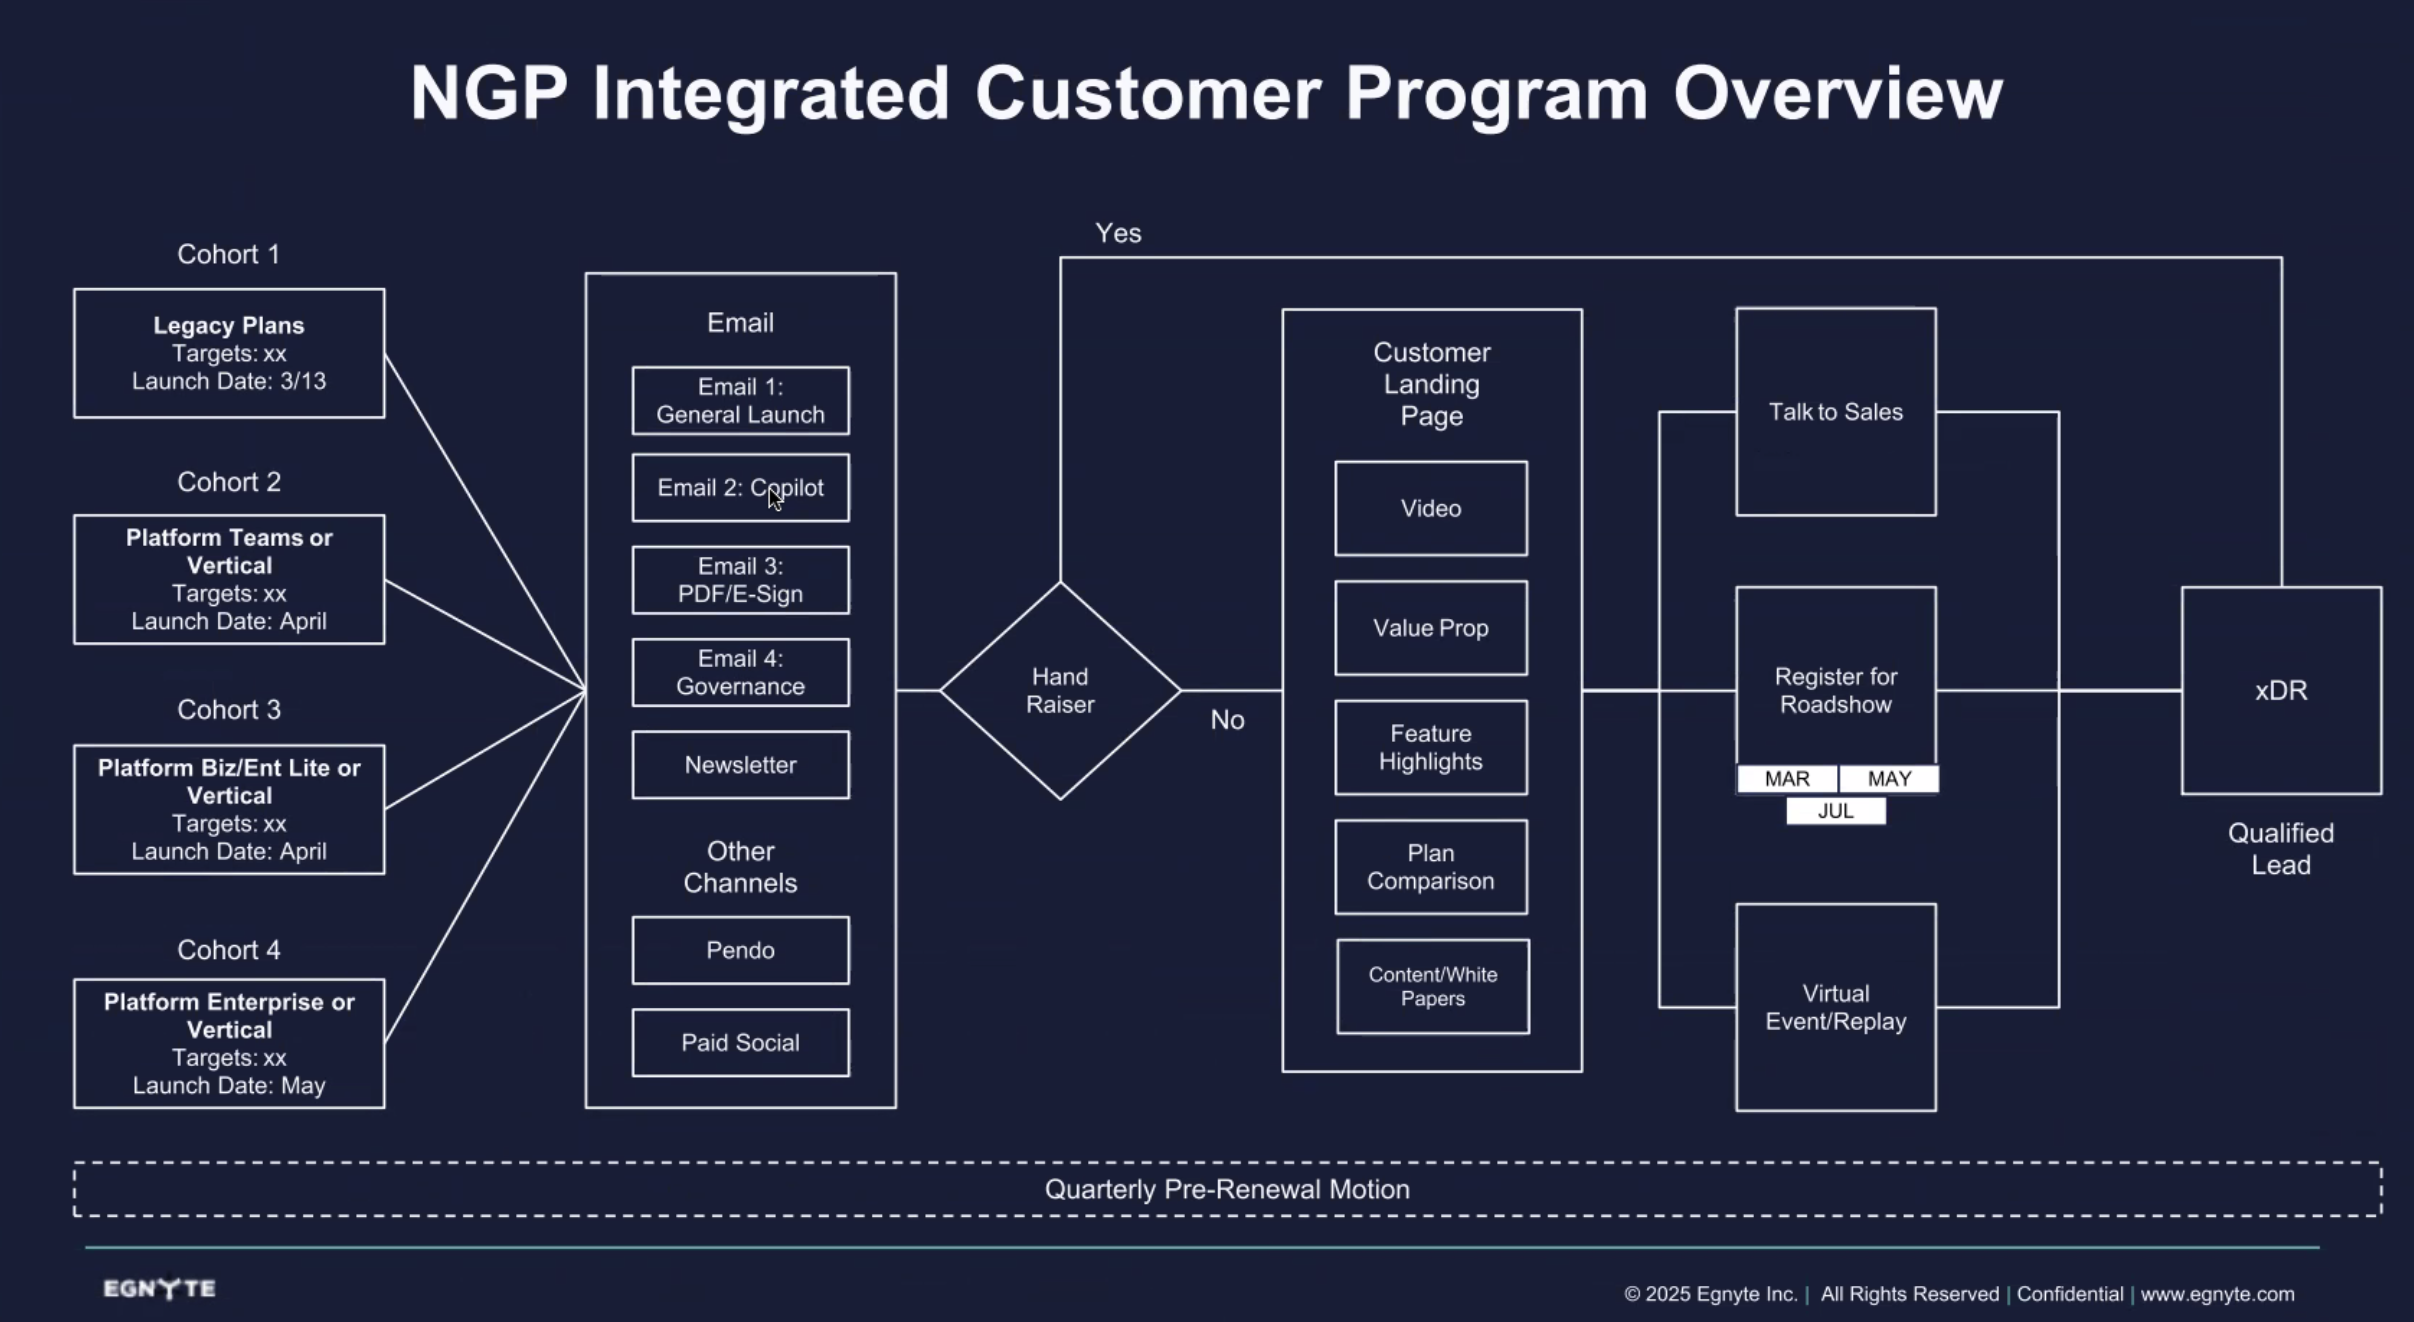 NGP Integrated Customer Program Overview
Cohort 1
Legacy Plans
Targets: xx
Launch Date: 3/13
Cohort 2
Platform Teams or
Vertical
Targets: xx
Launch Date: April
Cohort 3
Platform Biz/Ent Lite or
Vertical
Targets: xx
Launch Date: April
Cohort 4
Platform Enterprise or
Vertical
Targets: xx
Launch Date: May
Email
Email 1:
General Launch
Email 2: Copilot
Email 3:
PDF/E-Sign
Email 4:
Governance
Newsletter
Other
Channels
Pendo
Paid Social
Hand
Raiser
Yes
No
Customer
Landing
Page
Video
Value Prop
Feature
Highlights
Plan
Comparison
Content/White
Papers
Talk to Sales
Register for
Roadshow
MAR
MAY
JUL
Virtual
Event/Replay
xDR
Qualified
Lead
Quarterly Pre-Renewal Motion
EGNYTE
© 2025 Egnyte Inc. | All Rights Reserved | Confidential | www.egnyte.com